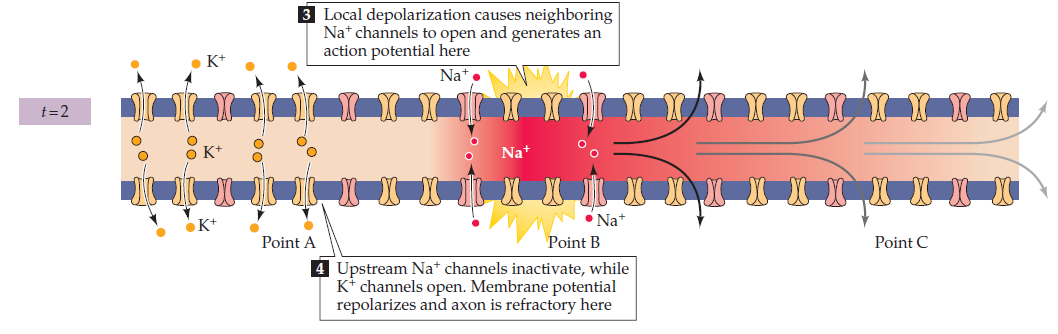 3 Local depolarization causes neighboring
Na+ channels to open and generates an
action potential here
K+
Na+
t=2
K+
Na+
K+
Na+
Point A
Point B
Point C
4 Upstream Na+ channels inactivate, while
K+ channels open. Membrane potential
repolarizes and axon is refractory here